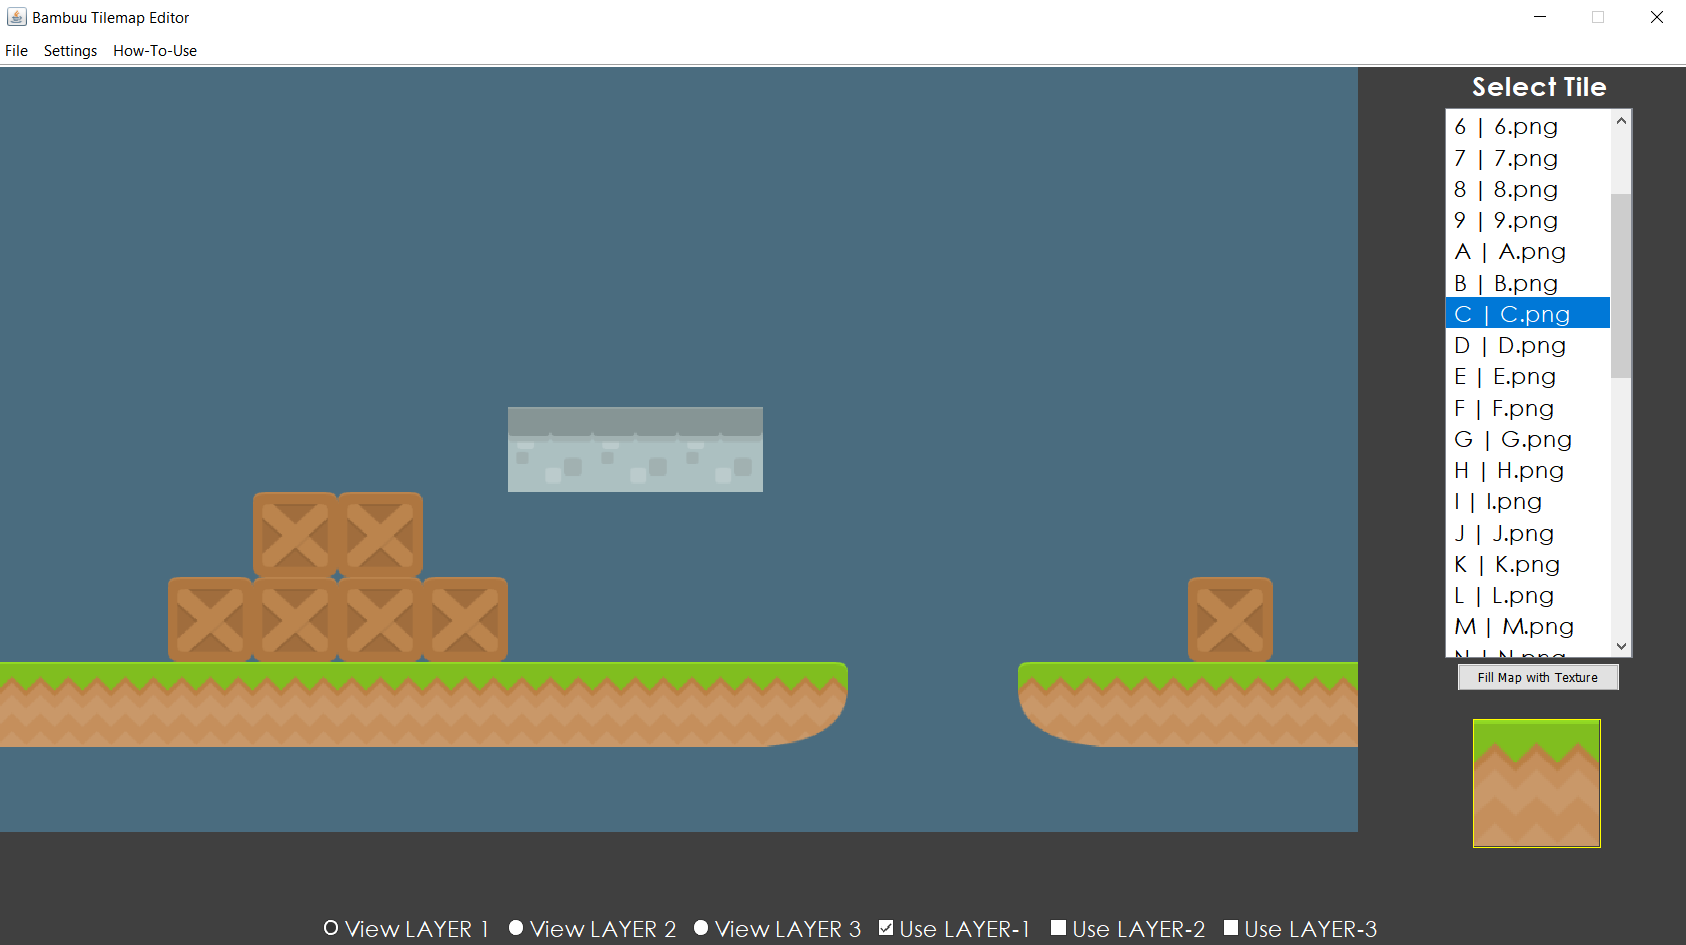 Bambuu Tilemap Editor
File Settings How-To-Use
Select Tile
6 | 6.png
7 | 7.png
8 | 8.png
9 | 9.png
A | A.png
B | B.png
C | C.png
D | D.png
E | E.png
F | F.png
G | G.png
H | H.png
I | I.png
J | J.png
K | K.png
L | L.png
M | M.png
N | N.png
Fill Map with Texture
View LAYER 1 View LAYER 2 View LAYER 3 Use LAYER-1 Use LAYER-2 Use LAYER-3